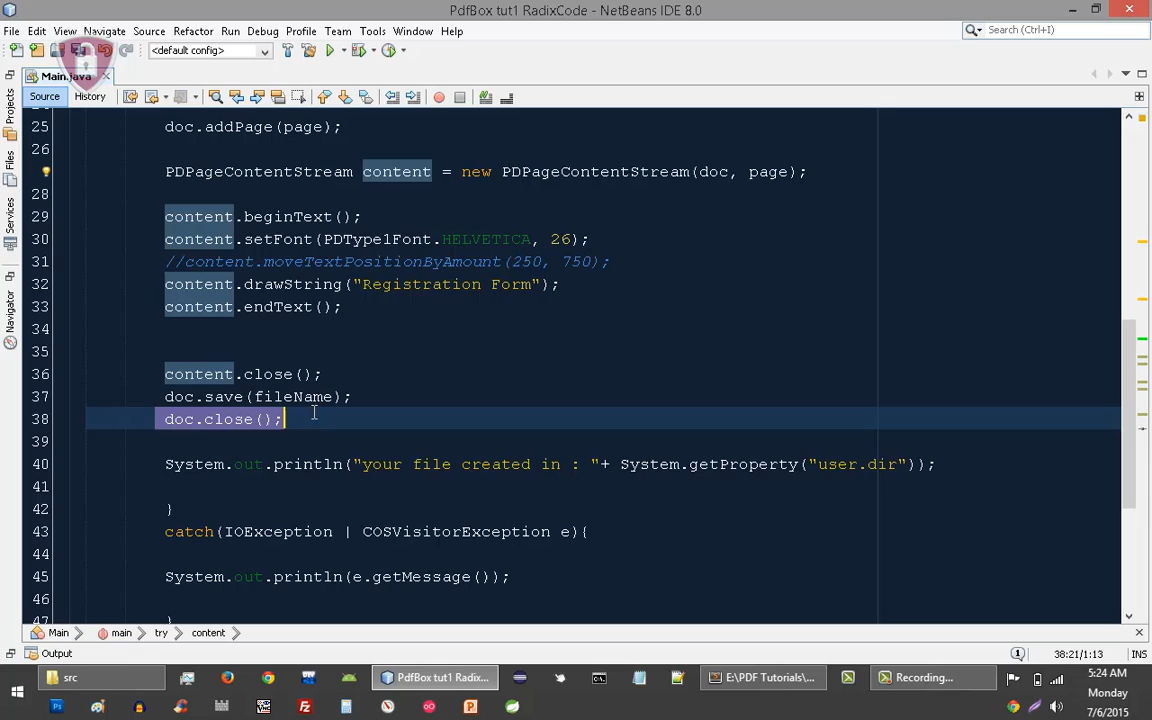 PdfBox tut1 RadixCode - NetBeans IDE 8.0
File Edit View Navigate Source Refactor Run Debug Profile Team Tools Window Help
Search (Ctrl+I)
<default config>
Main.java
Source History
Projects
Files
Services
Navigator
25 doc.addPage(page);
26
27 PDPageContentStream content = new PDPageContentStream(doc, page);
28
29 content.beginText();
30 content.setFont(PDType1Font.HELVETICA, 26);
31 //content.moveTextPositionByAmount(250, 750);
32 content.drawString("Registration Form");
33 content.endText();
34
35
36 content.close();
37 doc.save(fileName);
38 doc.close();
39
40 System.out.println("your file created in : "+ System.getProperty("user.dir"));
41
42 }
43 catch(IOException | COSVisitorException e){
44
45 System.out.println(e.getMessage());
46
47 }
Main main try content
Output
1 38:21/1:13 INS
src
PdfBox tut1 Radix...
E:\PDF Tutorials\...
Recording...
5:24 AM
Monday
7/6/2015